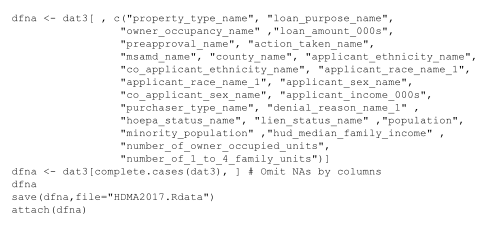 dfna <- dat3[ , c("property_type_name", "loan_purpose_name",
"owner_occupancy_name" ,"loan_amount_000s",
"preapproval_name", "action_taken_name",
"msamd_name", "county_name", "applicant_ethnicity_name",
"co_applicant_ethnicity_name", "applicant_race_name_1",
"applicant_race_name_1", "applicant_sex_name",
"co_applicant_sex_name", "applicant_income_000s",
"purchaser_type_name", "denial_reason_name_1" ,
"hoepa_status_name", "lien_status_name" ,"population",
"minority_population" ,"hud_median_family_income" ,
"number_of_owner_occupied_units",
"number_of_1_to_4_family_units")]
dfna <- dat3[complete.cases(dat3), ] # Omit NAs by columns
dfna
save(dfna,file="HDMA2017.Rdata")
attach(dfna)